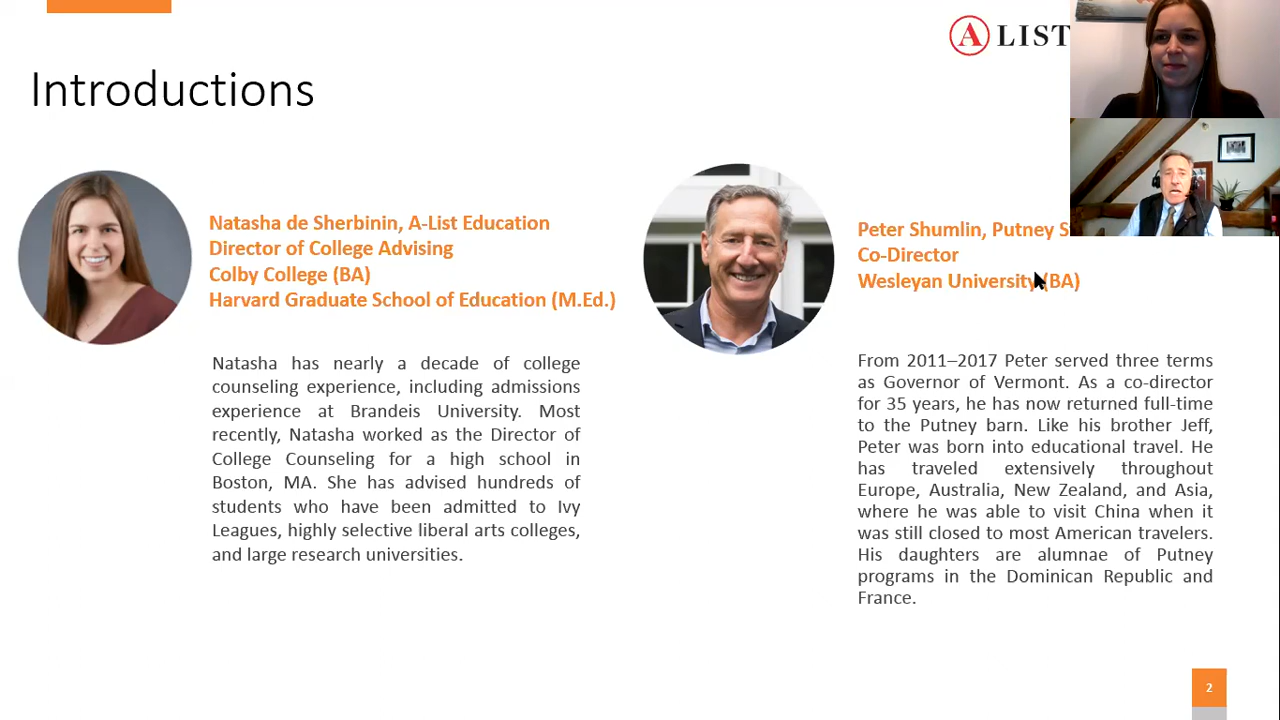 A LIST
Introductions
Natasha de Sherbinin, A-List Education
Director of College Advising
Colby College (BA)
Harvard Graduate School of Education (M.Ed.)
Natasha has nearly a decade of college
counseling experience, including admissions
experience at Brandeis University. Most
recently, Natasha worked as the Director of
College Counseling for a high school in
Boston, MA. She has advised hundreds of
students who have been admitted to Ivy
Leagues, highly selective liberal arts colleges,
and large research universities.
Peter Shumlin, Putney
Co-Director
Wesleyan University (BA)
From 2011–2017 Peter served three terms
as Governor of Vermont. As a co-director
for 35 years, he has now returned full-time
to the Putney barn. Like his brother Jeff,
Peter was born into educational travel. He
has traveled extensively throughout
Europe, Australia, New Zealand, and Asia,
where he was able to visit China when it
was still closed to most American travelers.
His daughters are alumnae of Putney
programs in the Dominican Republic and
France.
2